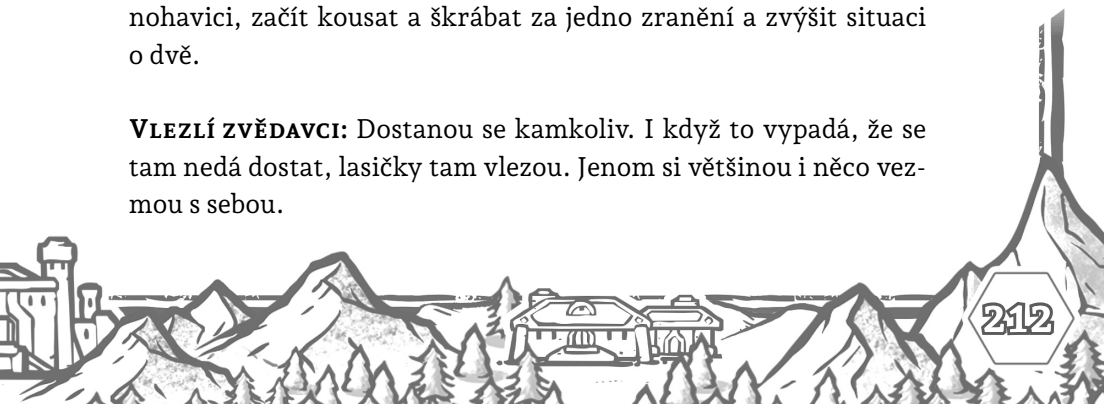 nohavici, začít kousat a škrábat za jedno zranění a zvýšit situaci
o dvě.
Vlezlí zvědavci: Dostanou se kamkoliv. I když to vypadá, že se
tam nedá dostat, lasičky tam vlezou. Jenom si většinou i něco vez-
mou s sebou.
212